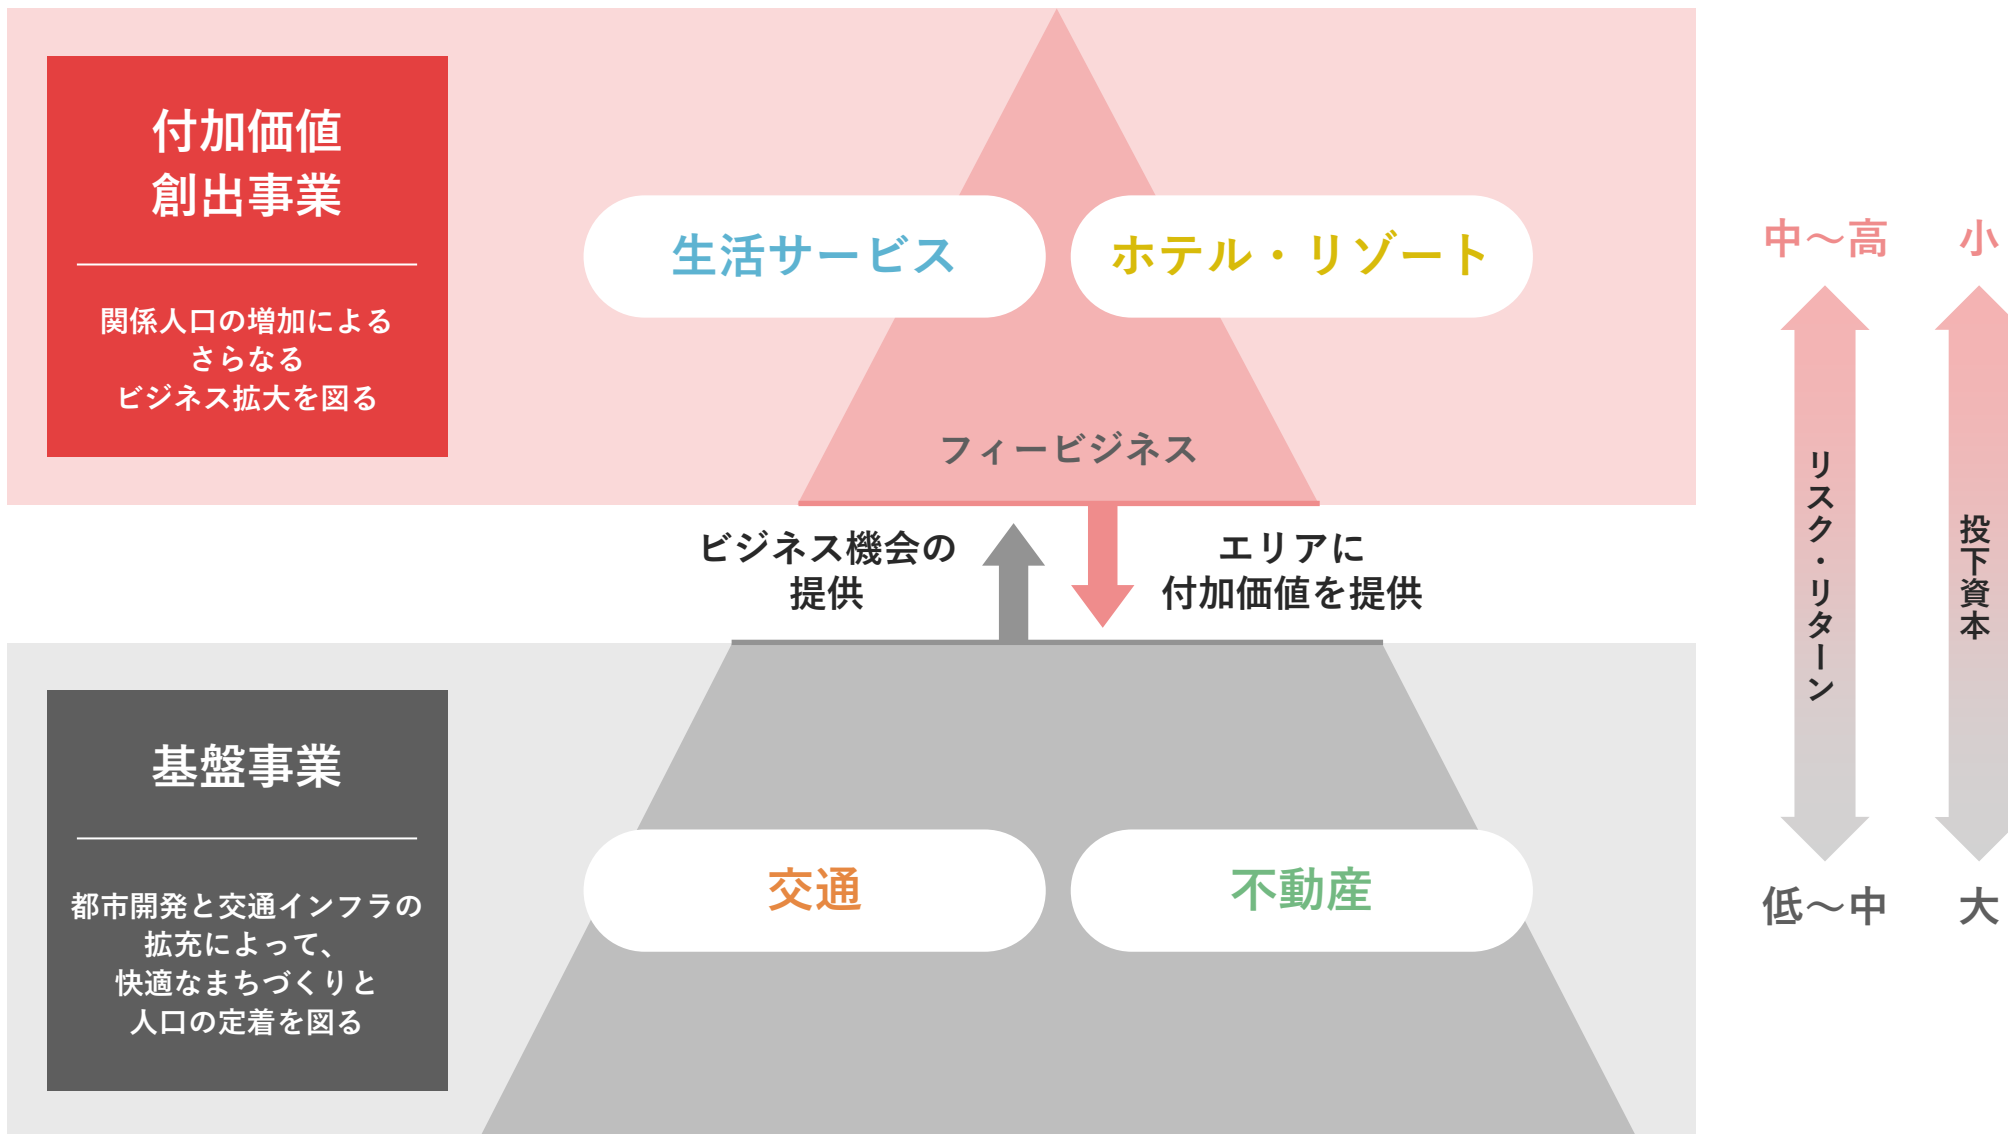 付加価値
創出事業
関係人口の増加による
さらなる
ビジネス拡大を図る
生活サービス
ホテル・リゾート
フィービジネス
ビジネス機会の
提供
エリアに
付加価値を提供
基盤事業
都市開発と交通インフラの
拡充によって、
快適なまちづくりと
人口の定着を図る
交通
不動産
中～高
リスク・リターン
低～中
小
投下資本
大